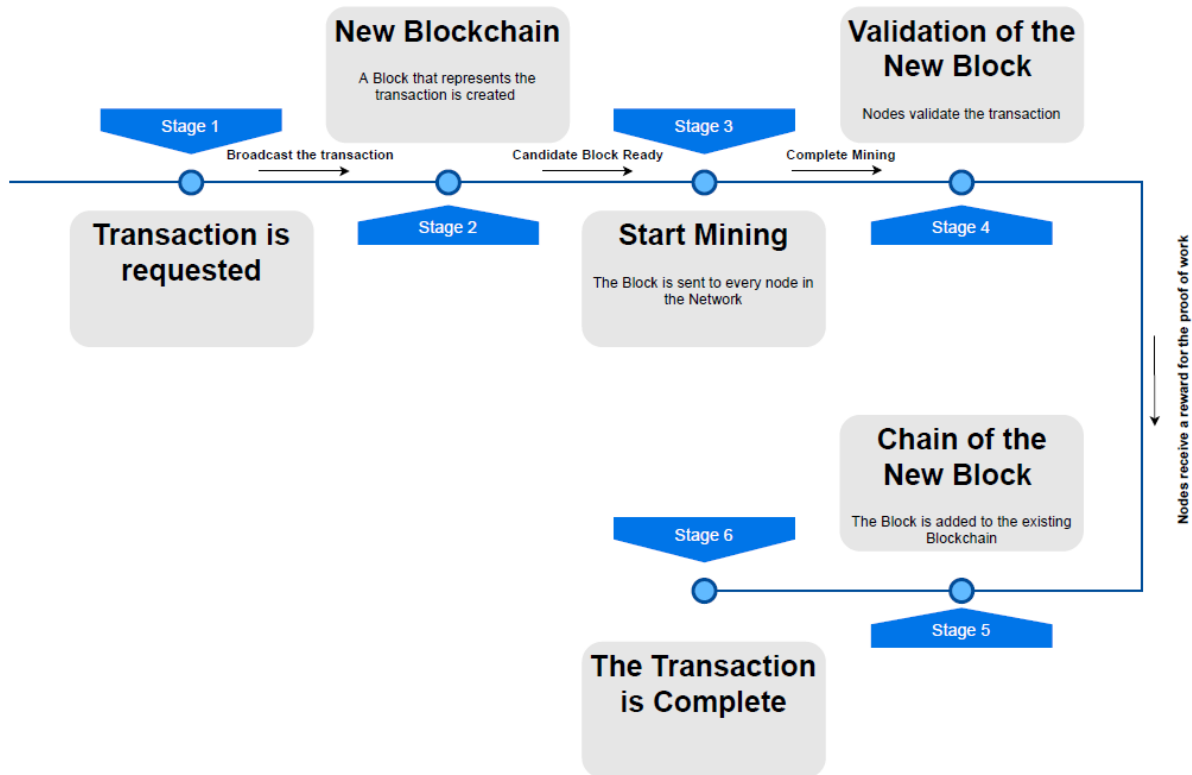 Stage 1
Transaction is
requested
Broadcast the transaction
New Blockchain
A Block that represents the
transaction is created
Stage 2
Candidate Block Ready
Stage 3
Start Mining
The Block is sent to every node in
the Network
Complete Mining
Validation of the
New Block
Nodes validate the transaction
Stage 4
Nodes receive a reward for the proof of work
Chain of the
New Block
The Block is added to the existing
Blockchain
Stage 5
Stage 6
The Transaction
is Complete